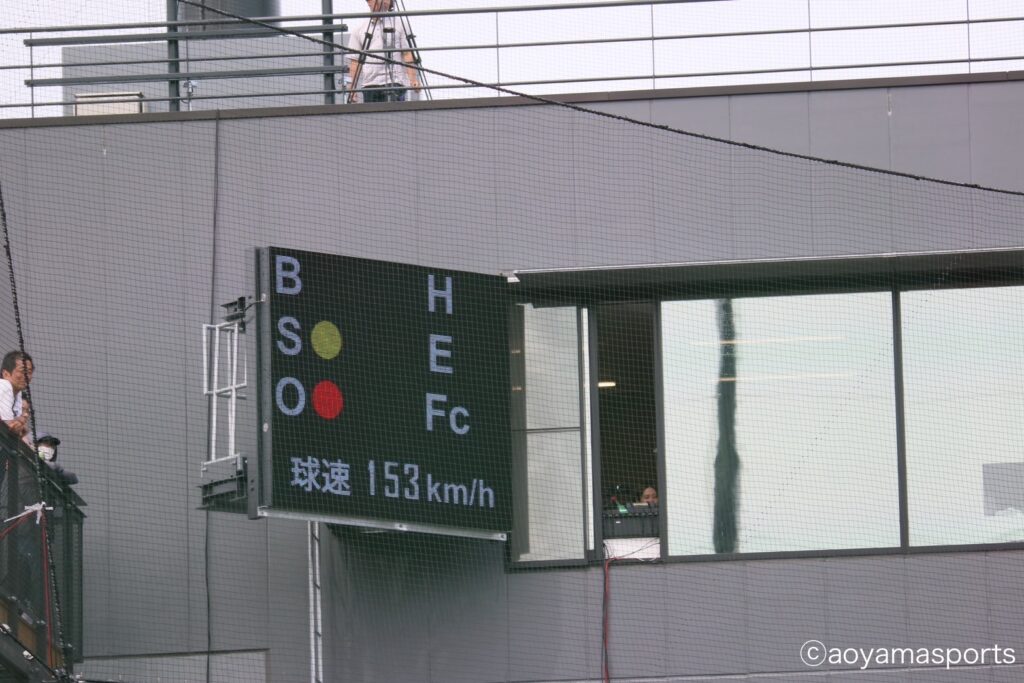 B H
S E
O Fc
球速 153km/h
©aoyamasports